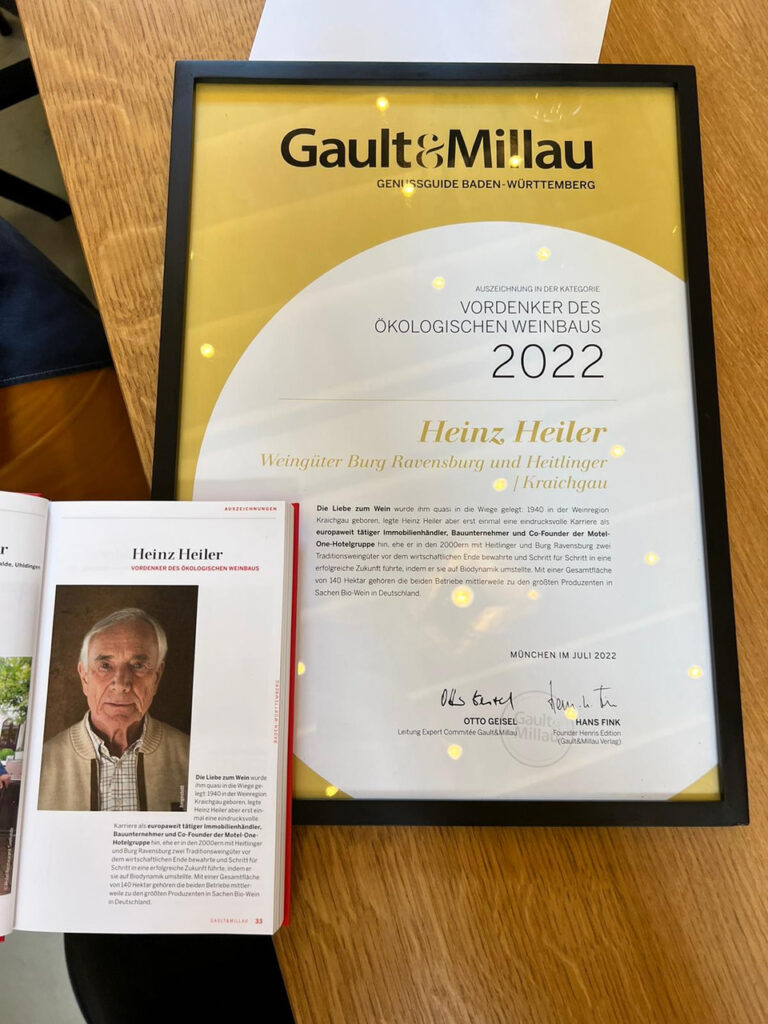 Gault&Millau
GENUSSGUIDE BADEN-WÜRTTEMBERG
AUSZEICHNUNG IN DER KATEGORIE
VORDENKER DES
ÖKOLOGISCHEN WEINBAUS
2022
Heinz Heiler
Weingüter Burg Ravensburg und Heitlinger
| Kraichgau
Die Liebe zum Wein wurde ihm quasi in die Wiege gelegt: 1940 in der Weinregion
Kraichgau geboren, legte Heinz Heiler aber erst einmal eine eindrucksvolle Karriere als
europaweit tätiger Immobilienhändler, Bauunternehmer und Co-Founder der Motel-
One-Hotelgruppe hin, ehe er in den 2000ern mit Heitlinger und Burg Ravensburg zwei
Traditionsweingüter vor dem wirtschaftlichen Ende bewahrte und Schritt für Schritt in eine
erfolgreiche Zukunft führte, indem er sie auf Biodynamik umstellte. Mit einer Gesamtfläche
von 140 Hektar gehören die beiden Betriebe mittlerweile zu den größten Produzenten in
Sachen Bio-Wein in Deutschland.
MÜNCHEN IM JULI 2022
OTTO GEISEL
Leitung Expert Commitée Gault&Millau
HANS FINK
Founder Henris Edition
(Gault&Millau Verlag)
Gault&
Millau
AUSZEICHNUNGEN
Heinz Heiler
VORDENKER DES ÖKOLOGISCHEN WEINBAUS
Die Liebe zum Wein wurde
ihm quasi in die Wiege ge-
legt: 1940 in der Weinregion
Kraichgau geboren, legte
Heinz Heiler aber erst ein-
mal eine eindrucksvolle
Karriere als europaweit tätiger Immobilienhändler,
Bauunternehmer und Co-Founder der Motel-One-
Hotelgruppe hin, ehe er in den 2000ern mit Heitlinger
und Burg Ravensburg zwei Traditionsweingüter vor
dem wirtschaftlichen Ende bewahrte und Schritt für
Schritt in eine erfolgreiche Zukunft führte, indem er
sie auf Biodynamik umstellte. Mit einer Gesamtfläche
von 140 Hektar gehören die beiden Betriebe mittler-
weile zu den größten Produzenten in Sachen Bio-Wein
in Deutschland.
GAULT&MILLAU 33
r
alde, Uhldingen